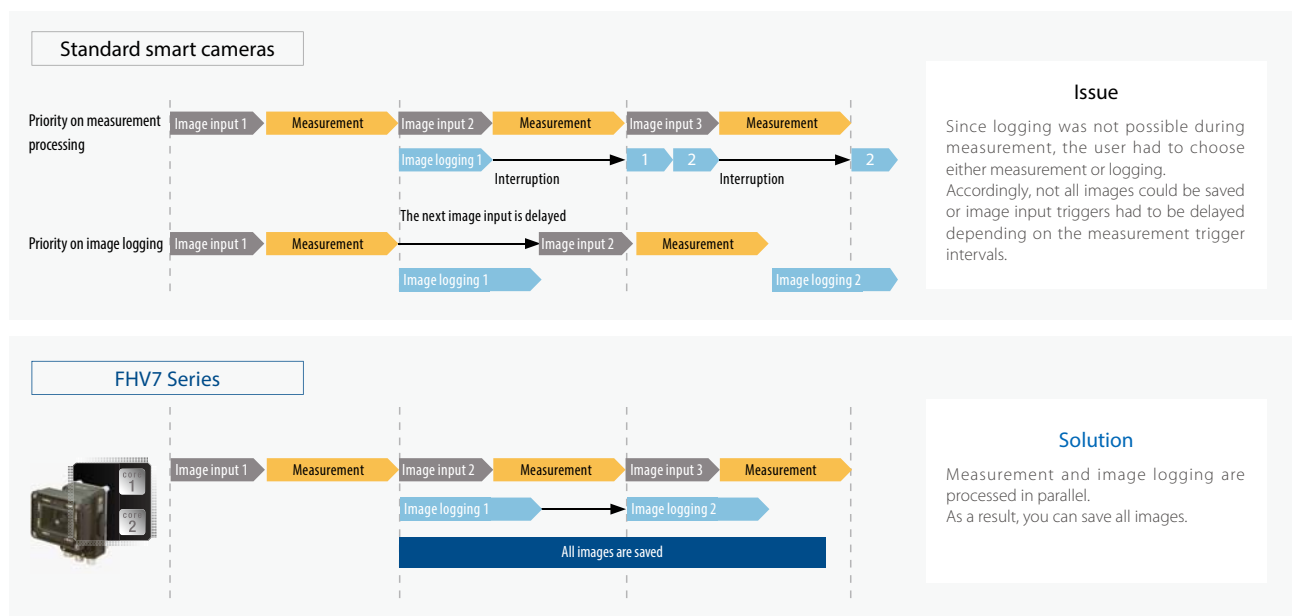 Standard smart cameras
Priority on measurement
processing
Image input 1
Measurement
Image input 2
Measurement
Image input 3
Measurement
Image logging 1
Interruption
1
2
Interruption
2
The next image input is delayed
Priority on image logging
Image input 1
Measurement
Image input 2
Measurement
Image logging 1
Image logging 2
Issue
Since logging was not possible during
measurement, the user had to choose
either measurement or logging.
Accordingly, not all images could be saved
or image input triggers had to be delayed
depending on the measurement trigger
intervals.
FHV7 Series
core
1
core
2
Image input 1
Measurement
Image input 2
Measurement
Image input 3
Measurement
Image logging 1
Image logging 2
All images are saved
Solution
Measurement and image logging are
processed in parallel.
As a result, you can save all images.